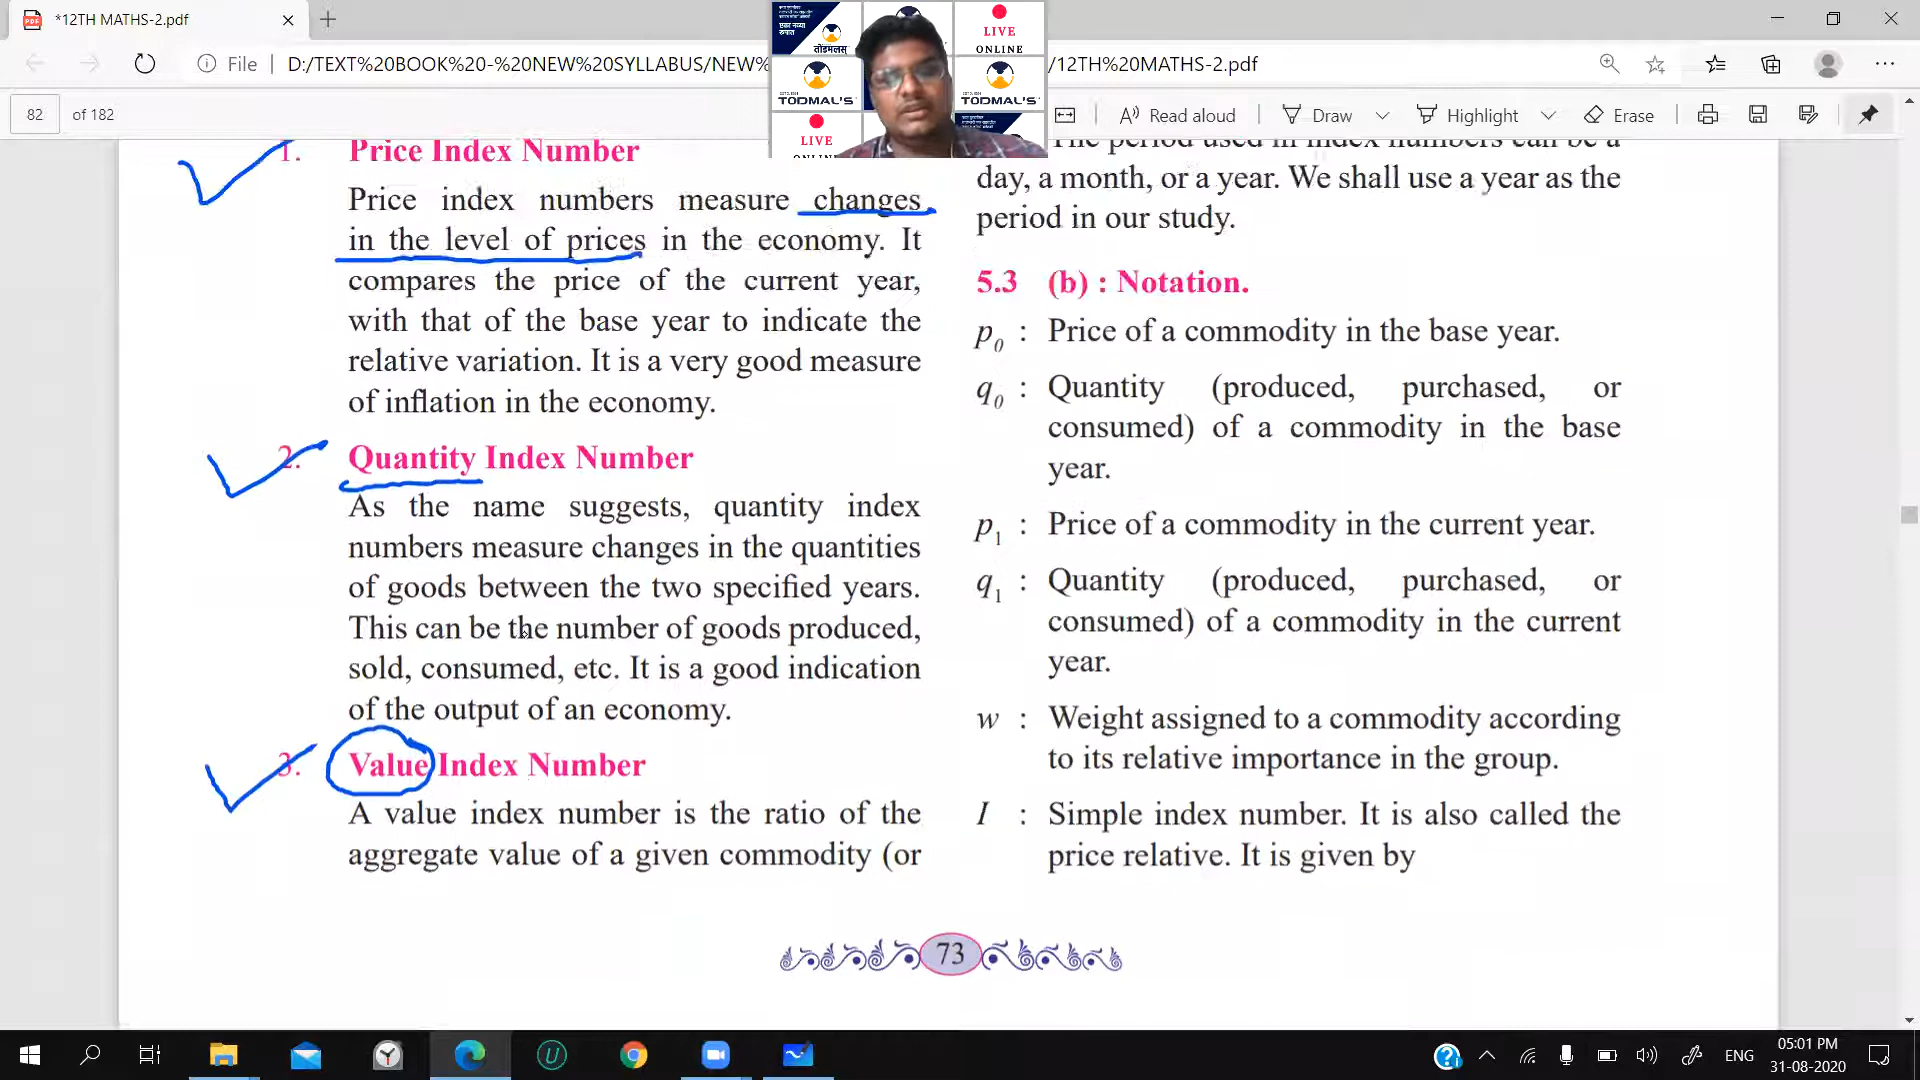 *12TH MATHS-2.pdf
File
D:/TEXT%20BOOK%20-%20NEW%20SYLLABUS/NEW%
/12TH%20MATHS-2.pdf
एका नव्या
रुपात
तोडमलस्
LIVE
ONLINE
TODMAL'S
TODMAL'S
LIVE
82 of 182
Read aloud
Draw
Highlight
Erase
1. Price Index Number
Price index numbers measure changes
in the level of prices in the economy. It
compares the price of the current year,
with that of the base year to indicate the
relative variation. It is a very good measure
of inflation in the economy.
2. Quantity Index Number
As the name suggests, quantity index
numbers measure changes in the quantities
of goods between the two specified years.
This can be the number of goods produced,
sold, consumed, etc. It is a good indication
of the output of an economy.
3. Value Index Number
A value index number is the ratio of the
aggregate value of a given commodity (or
The period used in index numbers can be a
day, a month, or a year. We shall use a year as the
period in our study.
5.3 (b) : Notation.
p0 : Price of a commodity in the base year.
q0 : Quantity (produced, purchased, or
consumed) of a commodity in the base
year.
p1 : Price of a commodity in the current year.
q1 : Quantity (produced, purchased, or
consumed) of a commodity in the current
year.
w : Weight assigned to a commodity according
to its relative importance in the group.
I : Simple index number. It is also called the
price relative. It is given by
73
ENG
05:01 PM
31-08-2020